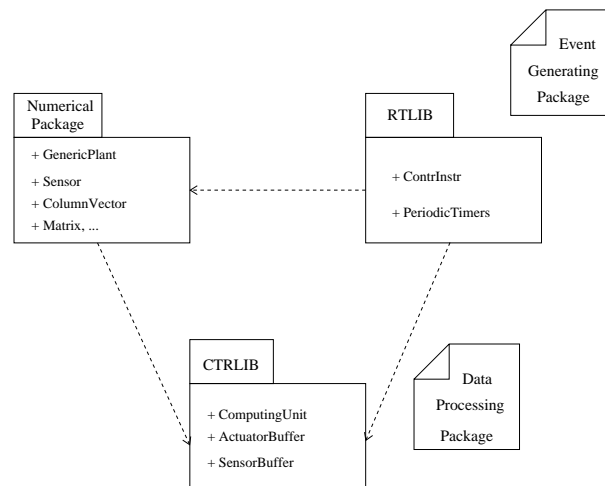 Event
Generating
Package
Numerical
Package
RTLIB
+ GenericPlant
+ Sensor
+ ColumnVector
+ Matrix, ...
+ ContrInstr
+ PeriodicTimers
CTRLIB
+ ComputingUnit
+ ActuatorBuffer
+ SensorBuffer
Data
Processing
Package